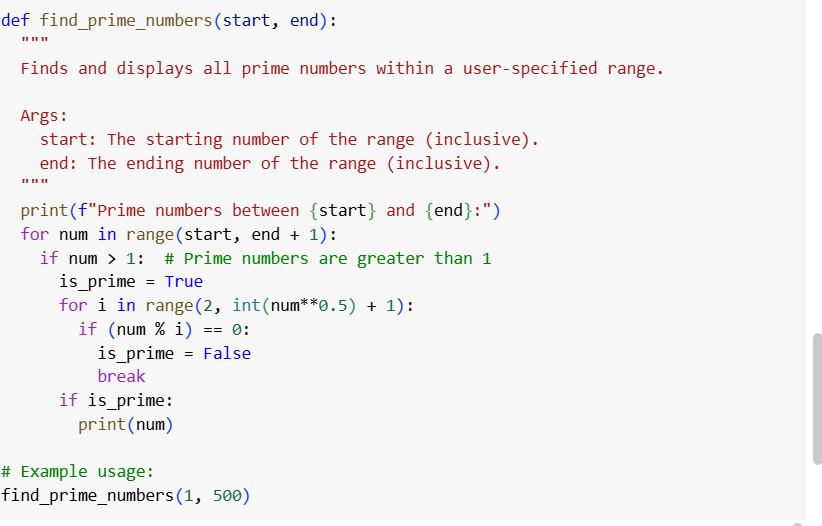 def find_prime_numbers(start, end):
  """
  Finds and displays all prime numbers within a user-specified range.

  Args:
    start: The starting number of the range (inclusive).
    end: The ending number of the range (inclusive).
  """
  print(f"Prime numbers between {start} and {end}:")
  for num in range(start, end + 1):
    if num > 1:  # Prime numbers are greater than 1
      is_prime = True
      for i in range(2, int(num**0.5) + 1):
        if (num % i) == 0:
          is_prime = False
          break
      if is_prime:
        print(num)

# Example usage:
find_prime_numbers(1, 500)